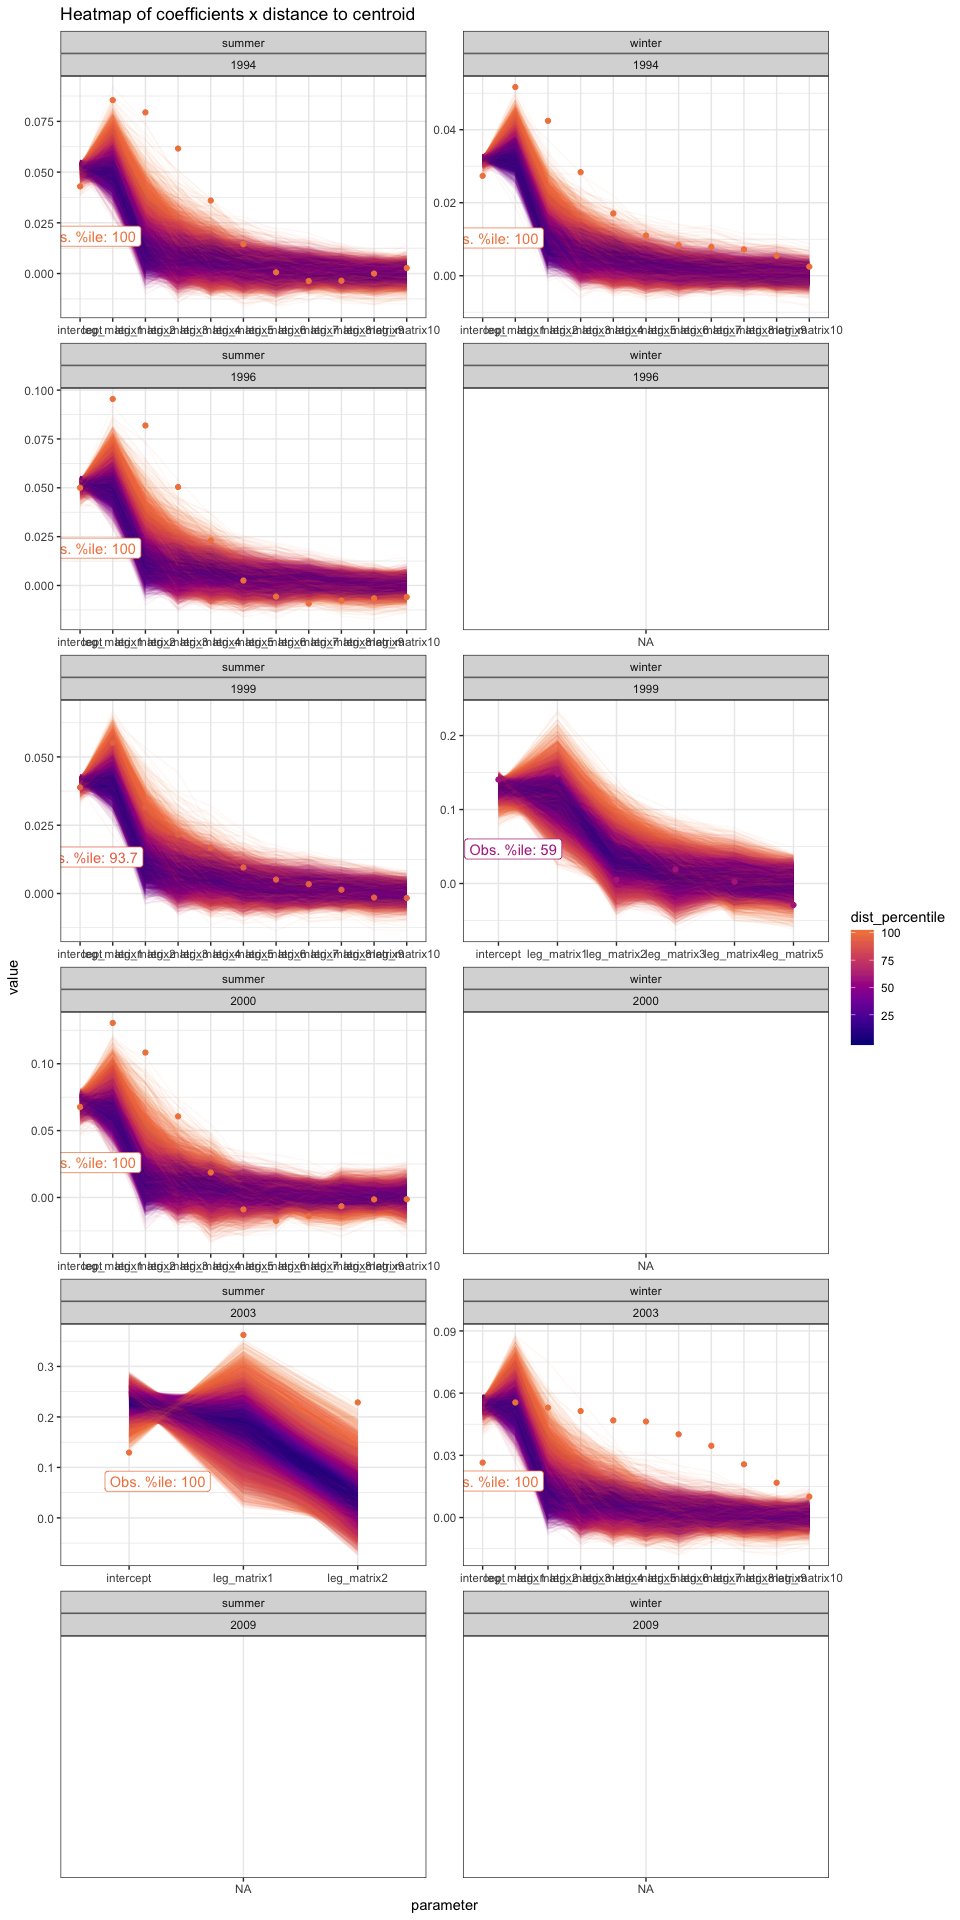 Heatmap of coefficients x distance to centroid
summer
1994
0.075
0.050
0.025
0.000
s. %ile: 100
winter
1994
0.04
0.02
0.00
s. %ile: 100
summer
1996
0.100
0.075
0.050
0.025
0.000
s. %ile: 100
winter
1996
NA
summer
1999
0.050
0.025
0.000
s. %ile: 93.7
winter
1999
0.2
0.1
0.0
Obs. %ile: 59
intercept leg_matrix1 leg_matrix2 leg_matrix3 leg_matrix4 leg_matrix5
summer
2000
0.10
0.05
0.00
s. %ile: 100
winter
2000
NA
summer
2003
0.3
0.2
0.1
0.0
Obs. %ile: 100
intercept leg_matrix1 leg_matrix2
winter
2003
0.09
0.06
0.03
0.00
s. %ile: 100
summer
2009
NA
winter
2009
NA
value
parameter
dist_percentile
100
75
50
25